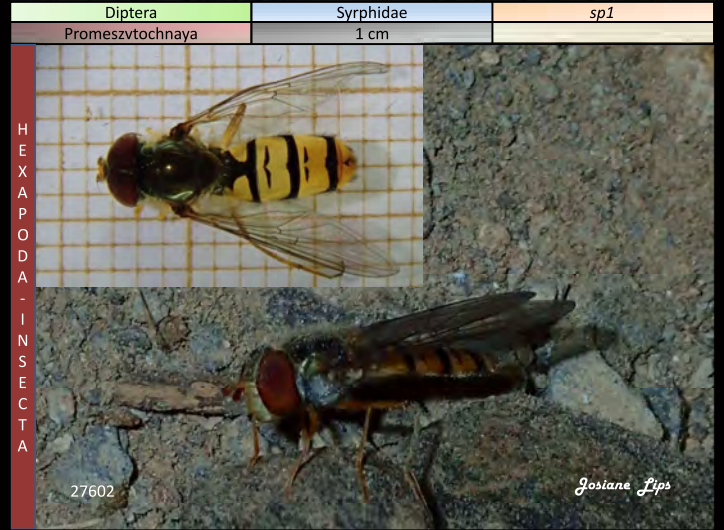 Diptera Syrphidae sp1
Promeszvtochnaya 1 cm
HEXAPODA-INSECTA
27602
Josiane Lips